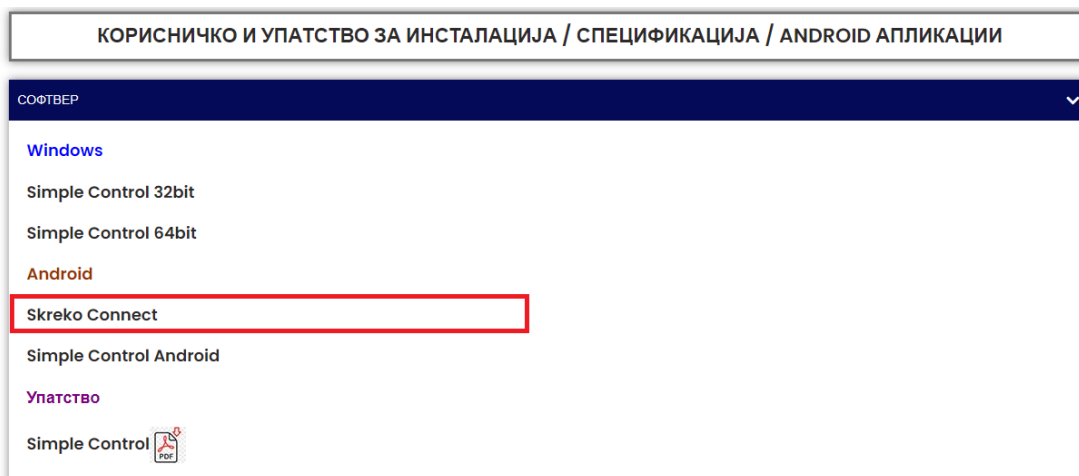 КОРИСНИЧКО И УПАТСТВО ЗА ИНСТАЛАЦИЈА / СПЕЦИФИКАЦИЈА / ANDROID АПЛИКАЦИИ
СОФТВЕР
Windows
Simple Control 32bit
Simple Control 64bit
Android
Skreko Connect
Simple Control Android
Упатство
Simple Control PDF